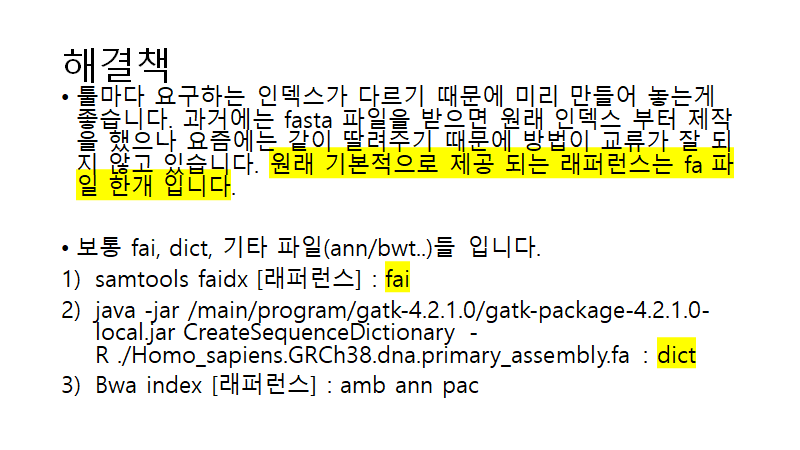 해결책
• 툴마다 요구하는 인덱스가 다르기 때문에 미리 만들어 놓는게
좋습니다. 과거에는 fasta 파일을 받으면 원래 인덱스 부터 제작
을 했으나 요즘에는 같이 딸려주기 때문에 방법이 교류가 잘 되
지 않고 있습니다. 원래 기본적으로 제공 되는 래퍼런스는 fa 파
일 한개 입니다.
• 보통 fai, dict, 기타 파일(ann/bwt..)들 입니다.
1) samtools faidx [래퍼런스] : fai
2) java -jar /main/program/gatk-4.2.1.0/gatk-package-4.2.1.0-
local.jar CreateSequenceDictionary -
R ./Homo_sapiens.GRCh38.dna.primary_assembly.fa : dict
3) Bwa index [래퍼런스] : amb ann pac